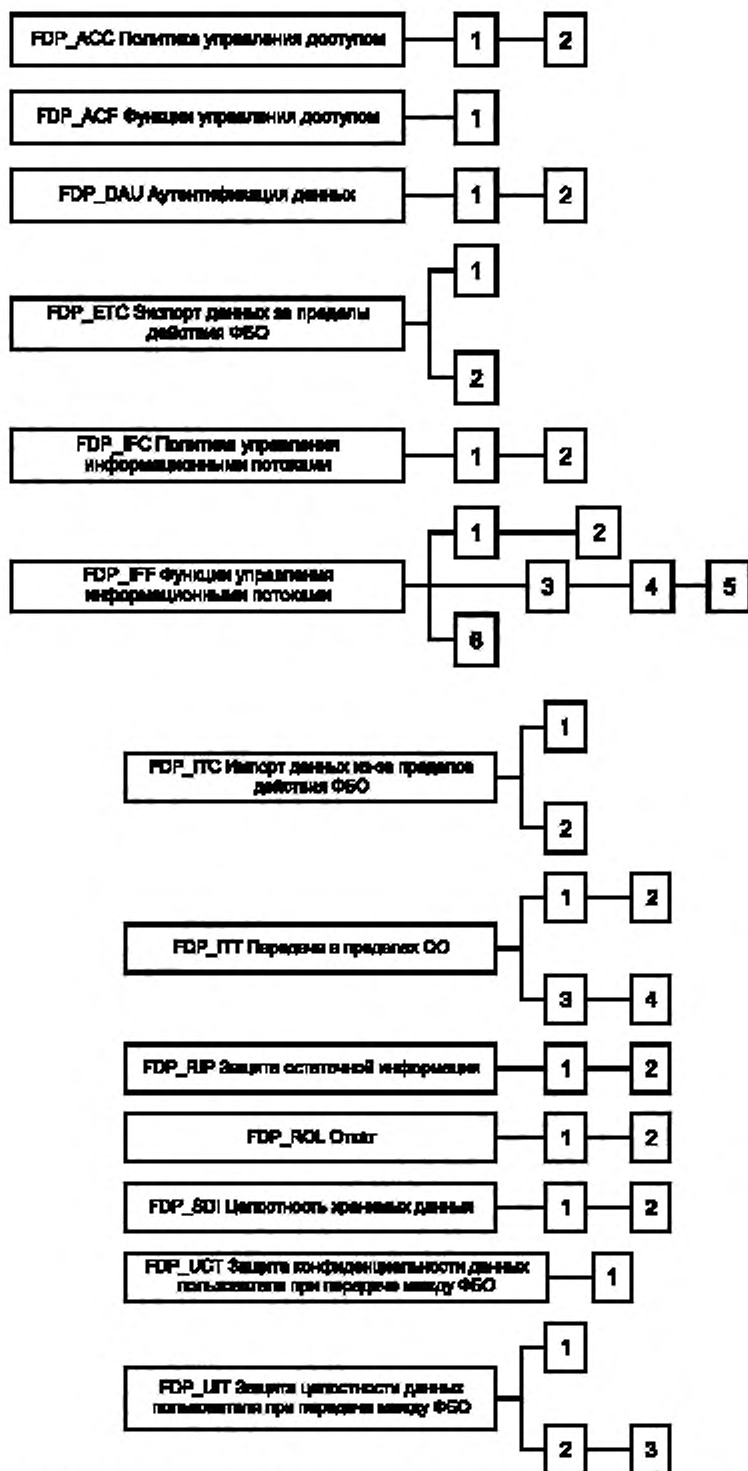 FDP_ACC Политика управления доступом 1 2
FDP_ACF Функции управления доступом 1
FDP_DAU Аутентификация данных 1 2
1
FDP_ETC Экспорт данных за пределы
действия ФБО
2
FDP_IFC Политика управления
информационными потоками 1 2
1 2
FDP_IFF Функции управления
информационными потоками 3 4 5
6
1
FDP_ITC Импорт данных из-за пределов
действия ФБО
2
1 2
FDP_ITT Передача в пределах ОО
3 4
FDP_RIP Защита остаточной информации 1 2
FDP_ROL Откат 1 2
FDP_SDI Целостность хранимых данных 1 2
FDP_UCT Защита конфиденциальности данных
пользователя при передаче между ФБО 1
1
FDP_UIT Защита целостности данных
пользователя при передаче между ФБО
2 3